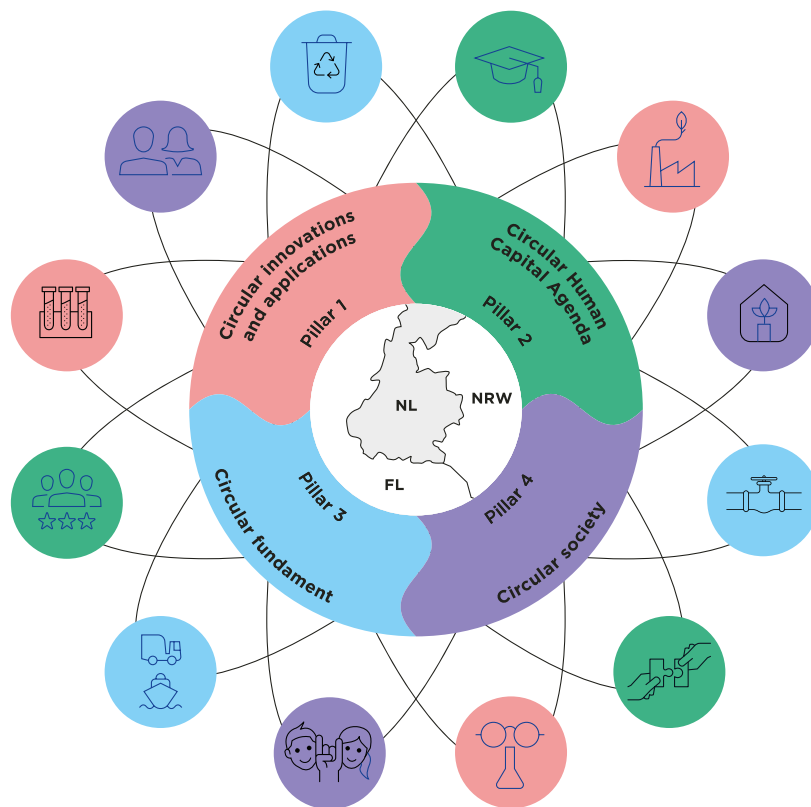 Circular innovations
and applications
Pillar 1
Circular Human
Capital Agenda
Pillar 2
NL
NRW
FL
Pillar 3
Circular fundament
Pillar 4
Circular society